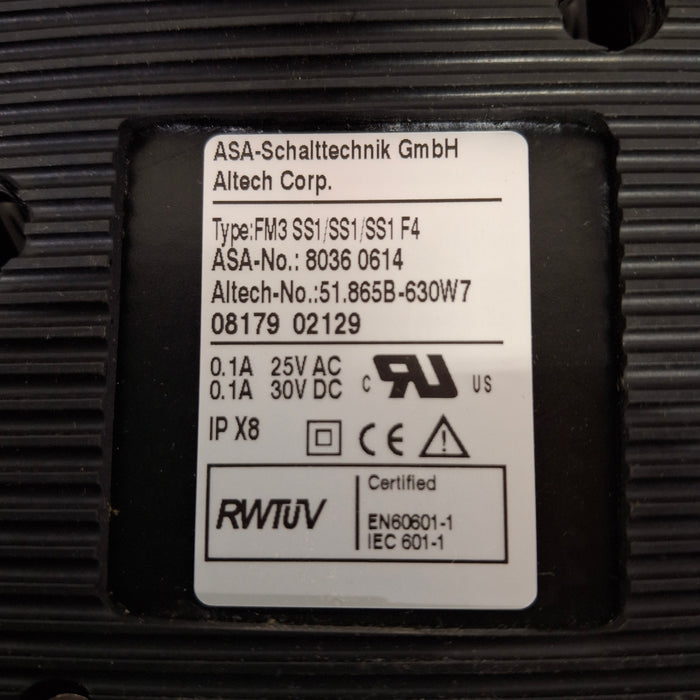 ASA-Schalttechnik GmbH
Altech Corp.
Type:FM3 SS1/SS1/SS1 F4
ASA-No.: 8036 0614
Altech-No.:51.865B-630W7
08179 02129
0.1A 25V AC
0.1A 30V DC
C RU US
IP X8
CE
RWTÜV
Certified
EN60601-1
IEC 601-1